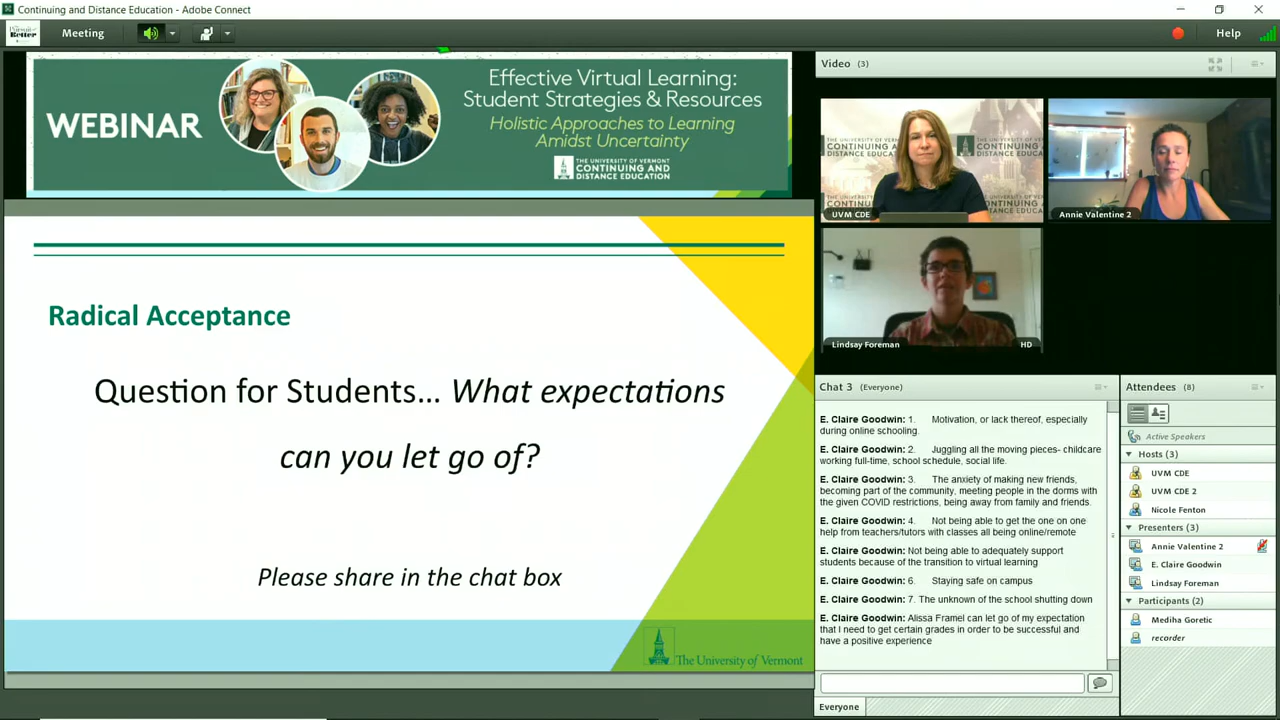 Continuing and Distance Education - Adobe Connect
Meeting
Help
WEBINAR
Effective Virtual Learning:
Student Strategies & Resources
Holistic Approaches to Learning
Amidst Uncertainty
THE UNIVERSITY OF VERMONT
CONTINUING AND
DISTANCE EDUCATION
Radical Acceptance
Question for Students... What expectations
can you let go of?
Please share in the chat box
The University of Vermont
Video (3)
UVM CDE
Annie Valentine 2
Lindsay Foreman
HD
Chat 3 (Everyone)
E. Claire Goodwin: 1. Motivation, or lack thereof, especially
during online schooling.
E. Claire Goodwin: 2. Juggling all the moving pieces- childcare
working full-time, school schedule, social life.
E. Claire Goodwin: 3. The anxiety of making new friends,
becoming part of the community, meeting people in the dorms with
the given COVID restrictions, being away from family and friends.
E. Claire Goodwin: 4. Not being able to get the one on one
help from teachers/tutors with classes all being online/remote
E. Claire Goodwin: Not being able to adequately support
students because of the transition to virtual learning
E. Claire Goodwin: 6. Staying safe on campus
E. Claire Goodwin: 7. The unknown of the school shutting down
E. Claire Goodwin: Alissa Framel can let go of my expectation
that I need to get certain grades in order to be successful and
have a positive experience
Everyone
Attendees (8)
Active Speakers
Hosts (3)
UVM CDE
UVM CDE 2
Nicole Fenton
Presenters (3)
Annie Valentine 2
E. Claire Goodwin
Lindsay Foreman
Participants (2)
Mediha Goretic
recorder